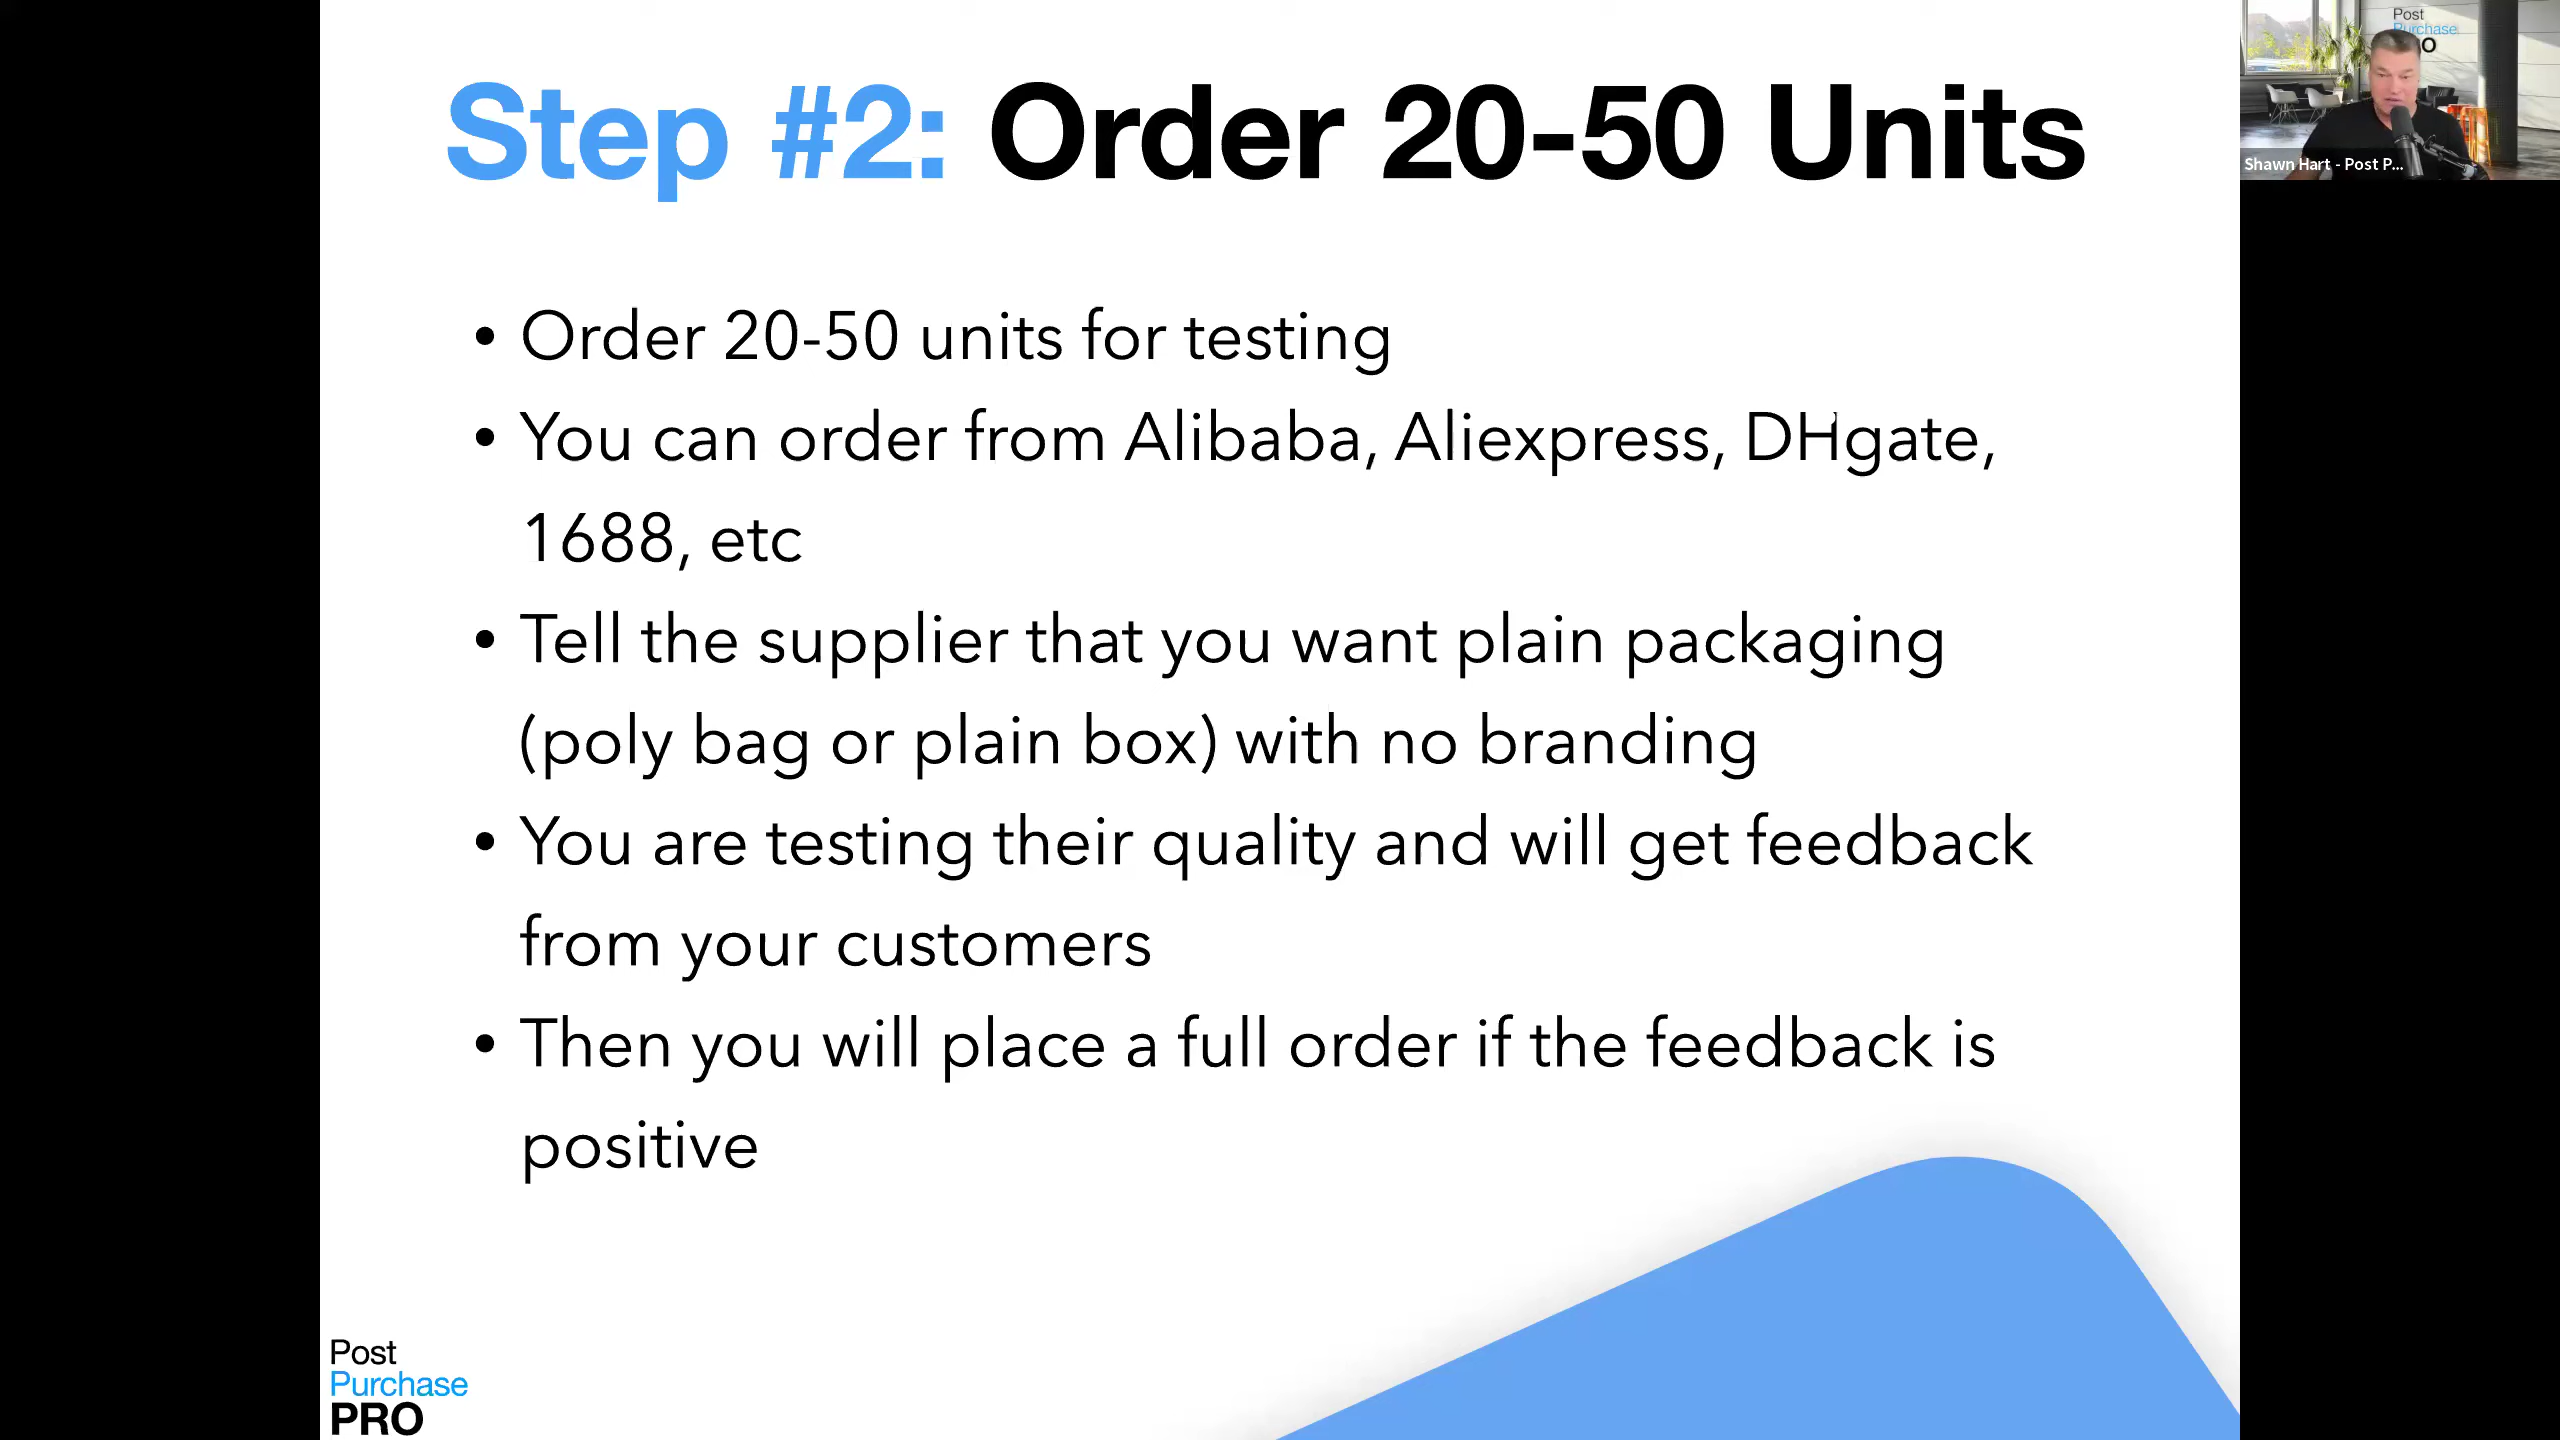 Step #2: Order 20-50 Units
• Order 20-50 units for testing
• You can order from Alibaba, Aliexpress, DHgate,
1688, etc
• Tell the supplier that you want plain packaging
(poly bag or plain box) with no branding
• You are testing their quality and will get feedback
from your customers
• Then you will place a full order if the feedback is
positive
Post
Purchase
PRO
Post
Purchase
Shawn Hart - Post P...